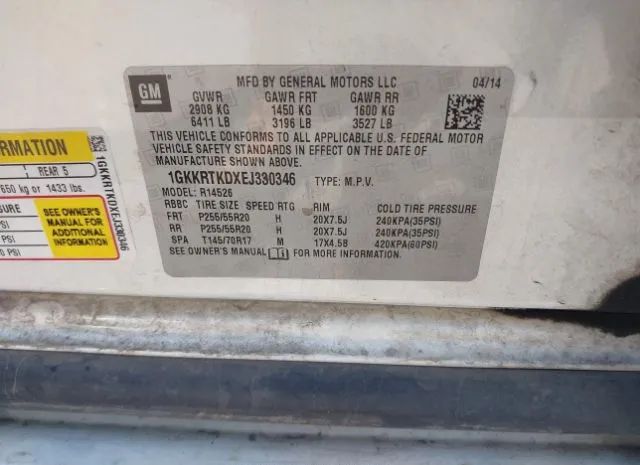 GM
MFD BY GENERAL MOTORS LLC 04/14
GVWR GAWR FRT GAWR RR
2908 KG 1450 KG 1600 KG
6411 LB 3196 LB 3527 LB
THIS VEHICLE CONFORMS TO ALL APPLICABLE U.S. FEDERAL MOTOR
VEHICLE SAFETY STANDARDS IN EFFECT ON THE DATE OF
MANUFACTURE SHOWN ABOVE.
1GKKRTKDXEJ330346 TYPE: M.P.V.
MODEL: R14526
RBBC TIRE SIZE SPEED RTG RIM COLD TIRE PRESSURE
FRT P255/55R20 H 20X7.5J 240KPA(35PSI)
RR P255/55R20 H 20X7.5J 240KPA(35PSI)
SPA T145/70R17 M 17X4.5B 420KPA(60PSI)
SEE OWNER'S MANUAL FOR MORE INFORMATION.
ORMATION
REAR 5
650 kg or 1433 lbs.
SURE
PSI
PSI
PSI
SEE OWNER'S
MANUAL FOR
ADDITIONAL
INFORMATION
1GKKRTKDXEJ330346